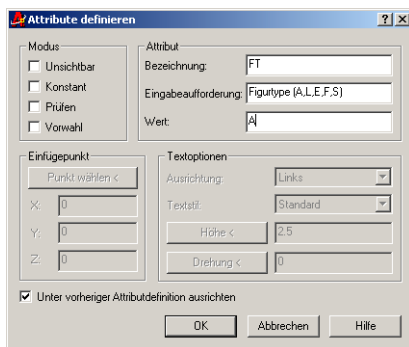 Attribute definieren
Modus
Unsichtbar
Konstant
Prüfen
Vorwahl
Attribut
Bezeichnung: FT
Eingabeaufforderung: Figurtype (A,L,E,F,S)
Wert: A
Einfügepunkt
Punkt wählen <
X: 0
Y: 0
Z: 0
Textoptionen
Ausrichtung: Links
Textstil: Standard
Höhe < 2.5
Drehung < 0
Unter vorheriger Attributdefinition ausrichten
OK Abbrechen Hilfe